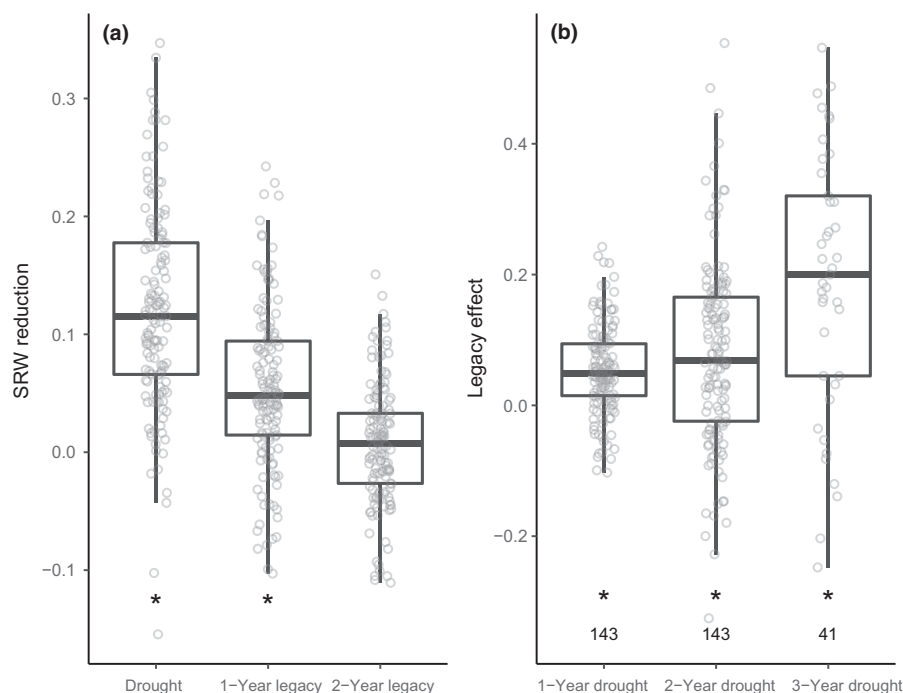 (a)
SRW reduction
0.3
0.2
0.1
0.0
−0.1
* *
Drought 1−Year legacy 2−Year legacy
(b)
Legacy effect
0.4
0.2
0.0
−0.2
* * *
143 143 41
1−Year drought 2−Year drought 3−Year drought